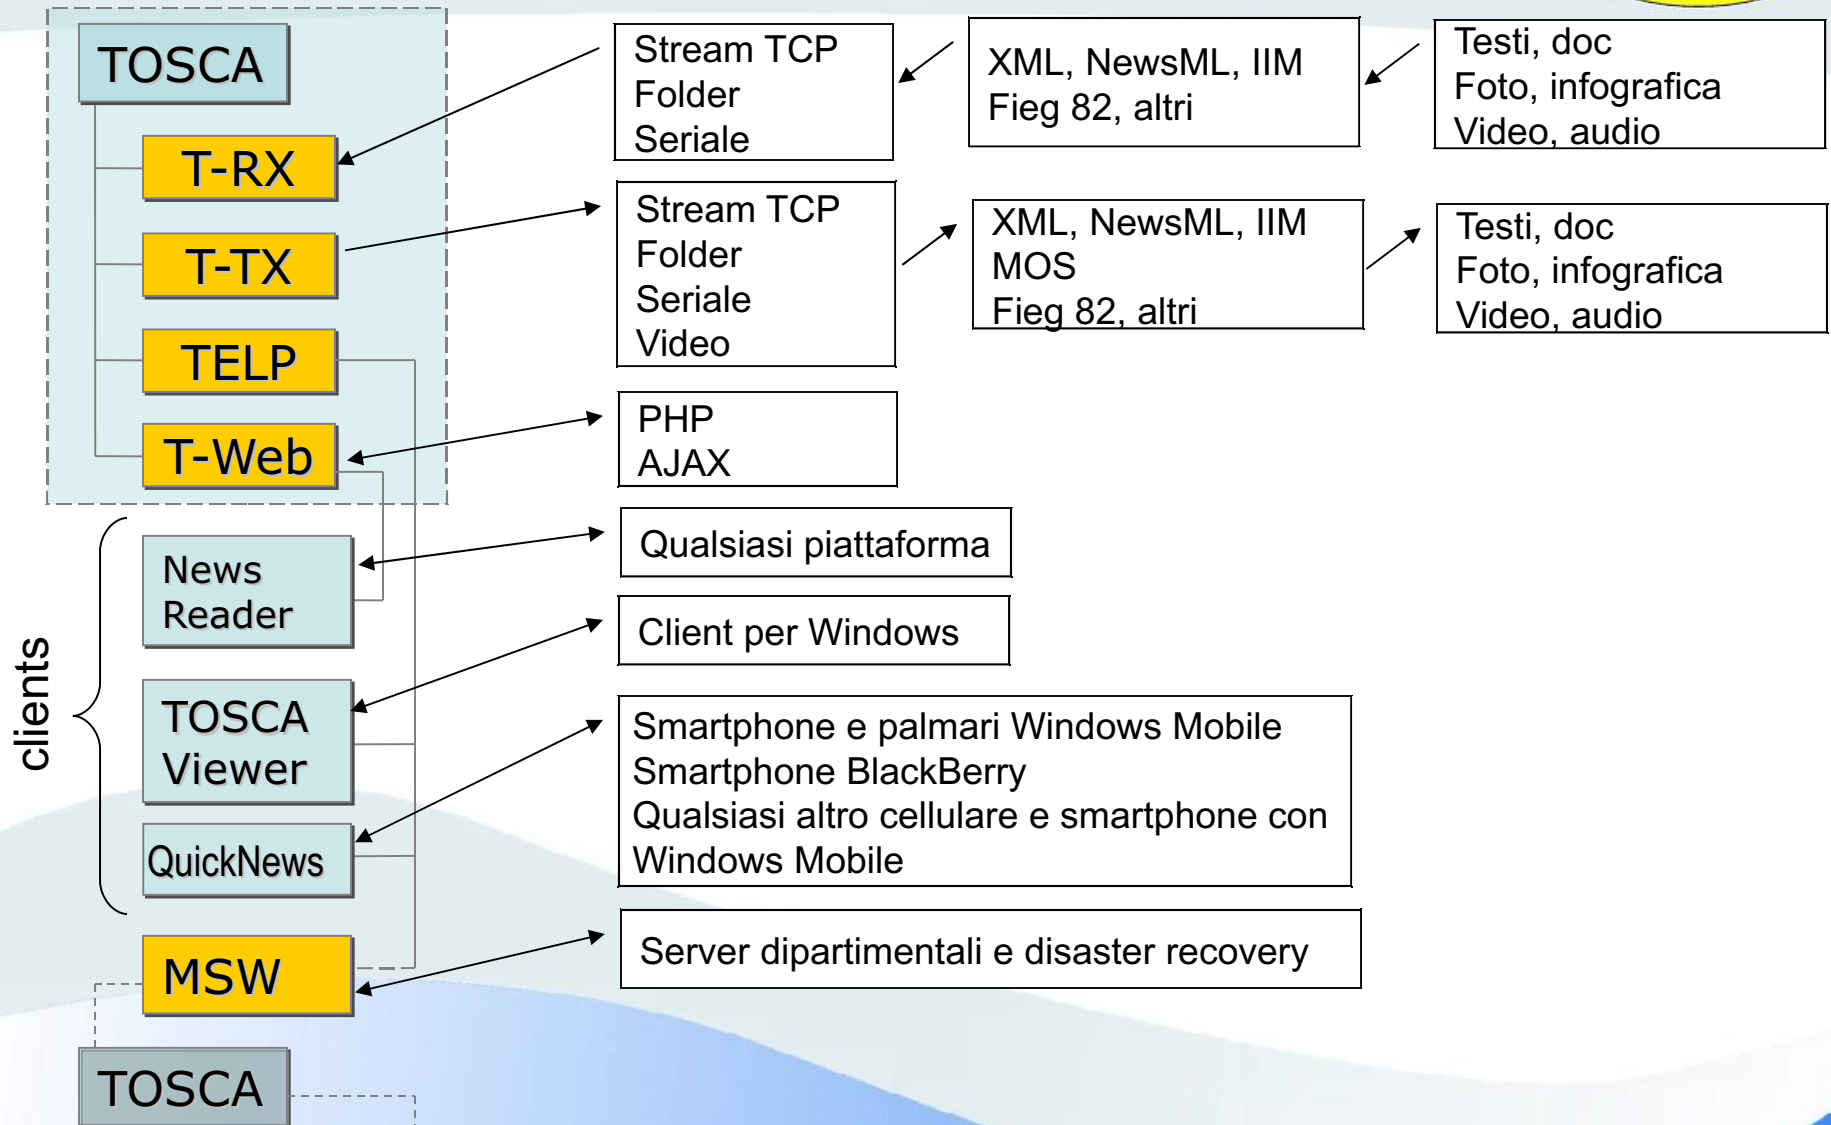 TOSCA
T-RX
T-TX
TELP
T-Web
Stream TCP
Folder
Seriale
XML, NewsML, IIM
Fieg 82, altri
Testi, doc
Foto, infografica
Video, audio
Stream TCP
Folder
Seriale
Video
XML, NewsML, IIM
MOS
Fieg 82, altri
Testi, doc
Foto, infografica
Video, audio
PHP
AJAX
clients
News
Reader
Qualsiasi piattaforma
TOSCA
Viewer
Client per Windows
QuickNews
Smartphone e palmari Windows Mobile
Smartphone BlackBerry
Qualsiasi altro cellulare e smartphone con
Windows Mobile
MSW
Server dipartimentali e disaster recovery
TOSCA